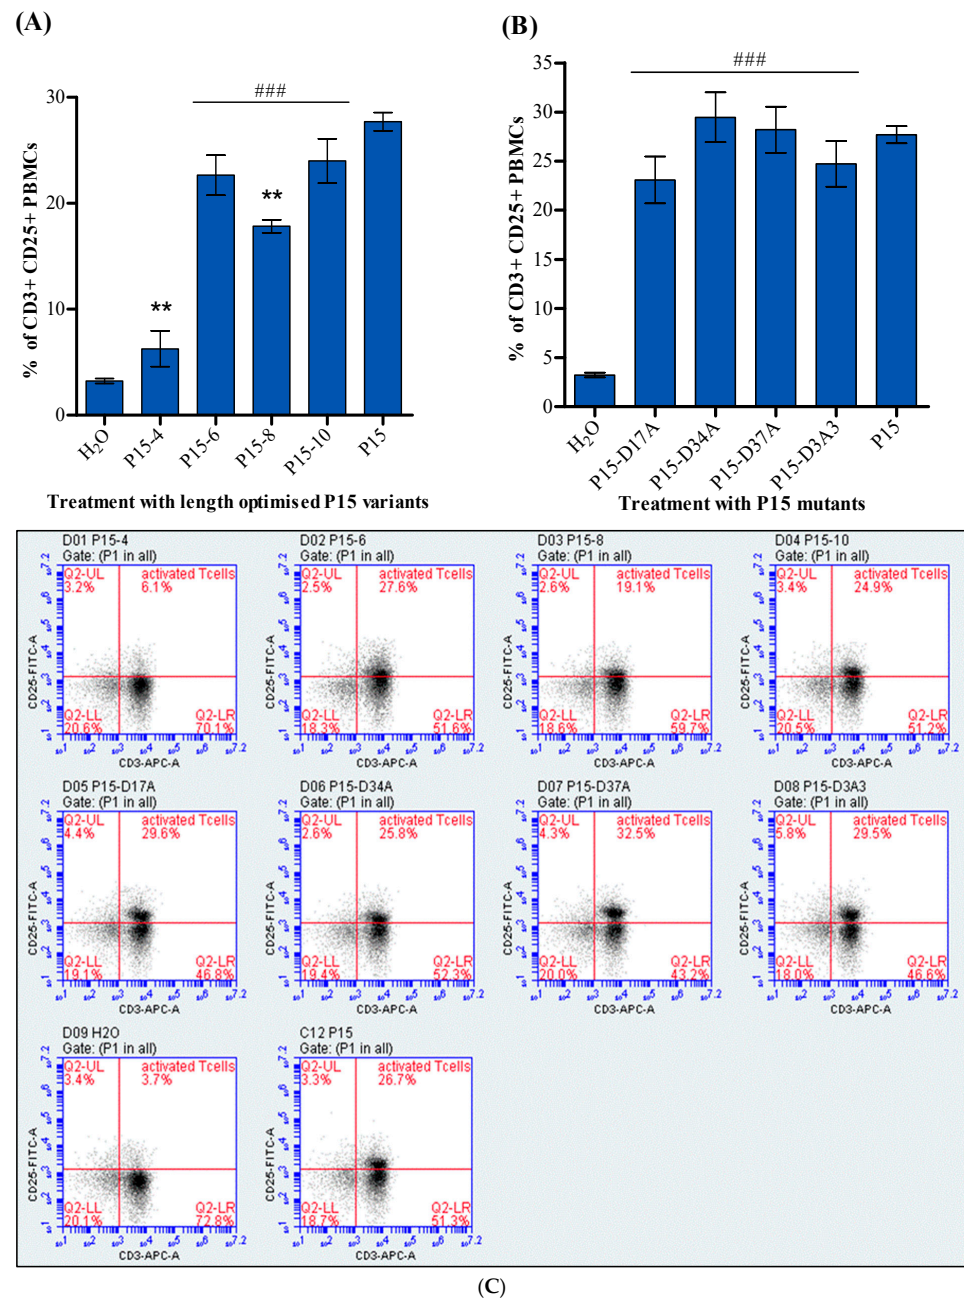 (A)
###
30
20
10
0
**
**
% of CD3+ CD25+ PBMCs
H2O
P15-4
P15-6
P15-8
P15-10
P15
Treatment with length optimised P15 variants
(B)
###
35
30
25
20
15
10
5
0
% of CD3+ CD25+ PBMCs
H2O
P15-D17A
P15-D34A
P15-D37A
P15-D3A3
P15
Treatment with P15 mutants
D01 P15-4
Gate: (P1 in all)
Q2-UL activated Tcells
3.2% 6.1%
Q2-LL Q2-LR
20.6% 70.1%
CD25-FITC-A
CD3-APC-A
D02 P15-6
Gate: (P1 in all)
Q2-UL activated Tcells
2.5% 27.6%
Q2-LL Q2-LR
18.3% 51.6%
CD25-FITC-A
CD3-APC-A
D03 P15-8
Gate: (P1 in all)
Q2-UL activated Tcells
2.6% 19.1%
Q2-LL Q2-LR
18.6% 59.7%
CD25-FITC-A
CD3-APC-A
D04 P15-10
Gate: (P1 in all)
Q2-UL activated Tcells
3.4% 24.9%
Q2-LL Q2-LR
20.5% 51.2%
CD25-FITC-A
CD3-APC-A
D05 P15-D17A
Gate: (P1 in all)
Q2-UL activated Tcells
4.4% 29.6%
Q2-LL Q2-LR
19.1% 46.8%
CD25-FITC-A
CD3-APC-A
D06 P15-D34A
Gate: (P1 in all)
Q2-UL activated Tcells
2.6% 25.8%
Q2-LL Q2-LR
19.4% 52.3%
CD25-FITC-A
CD3-APC-A
D07 P15-D37A
Gate: (P1 in all)
Q2-UL activated Tcells
4.3% 32.5%
Q2-LL Q2-LR
20.0% 43.2%
CD25-FITC-A
CD3-APC-A
D08 P15-D3A3
Gate: (P1 in all)
Q2-UL activated Tcells
5.8% 29.5%
Q2-LL Q2-LR
18.0% 46.6%
CD25-FITC-A
CD3-APC-A
D09 H2O
Gate: (P1 in all)
Q2-UL activated Tcells
3.4% 3.7%
Q2-LL Q2-LR
20.1% 72.8%
CD25-FITC-A
CD3-APC-A
C12 P15
Gate: (P1 in all)
Q2-UL activated Tcells
3.3% 26.7%
Q2-LL Q2-LR
18.7% 51.3%
CD25-FITC-A
CD3-APC-A
(C)